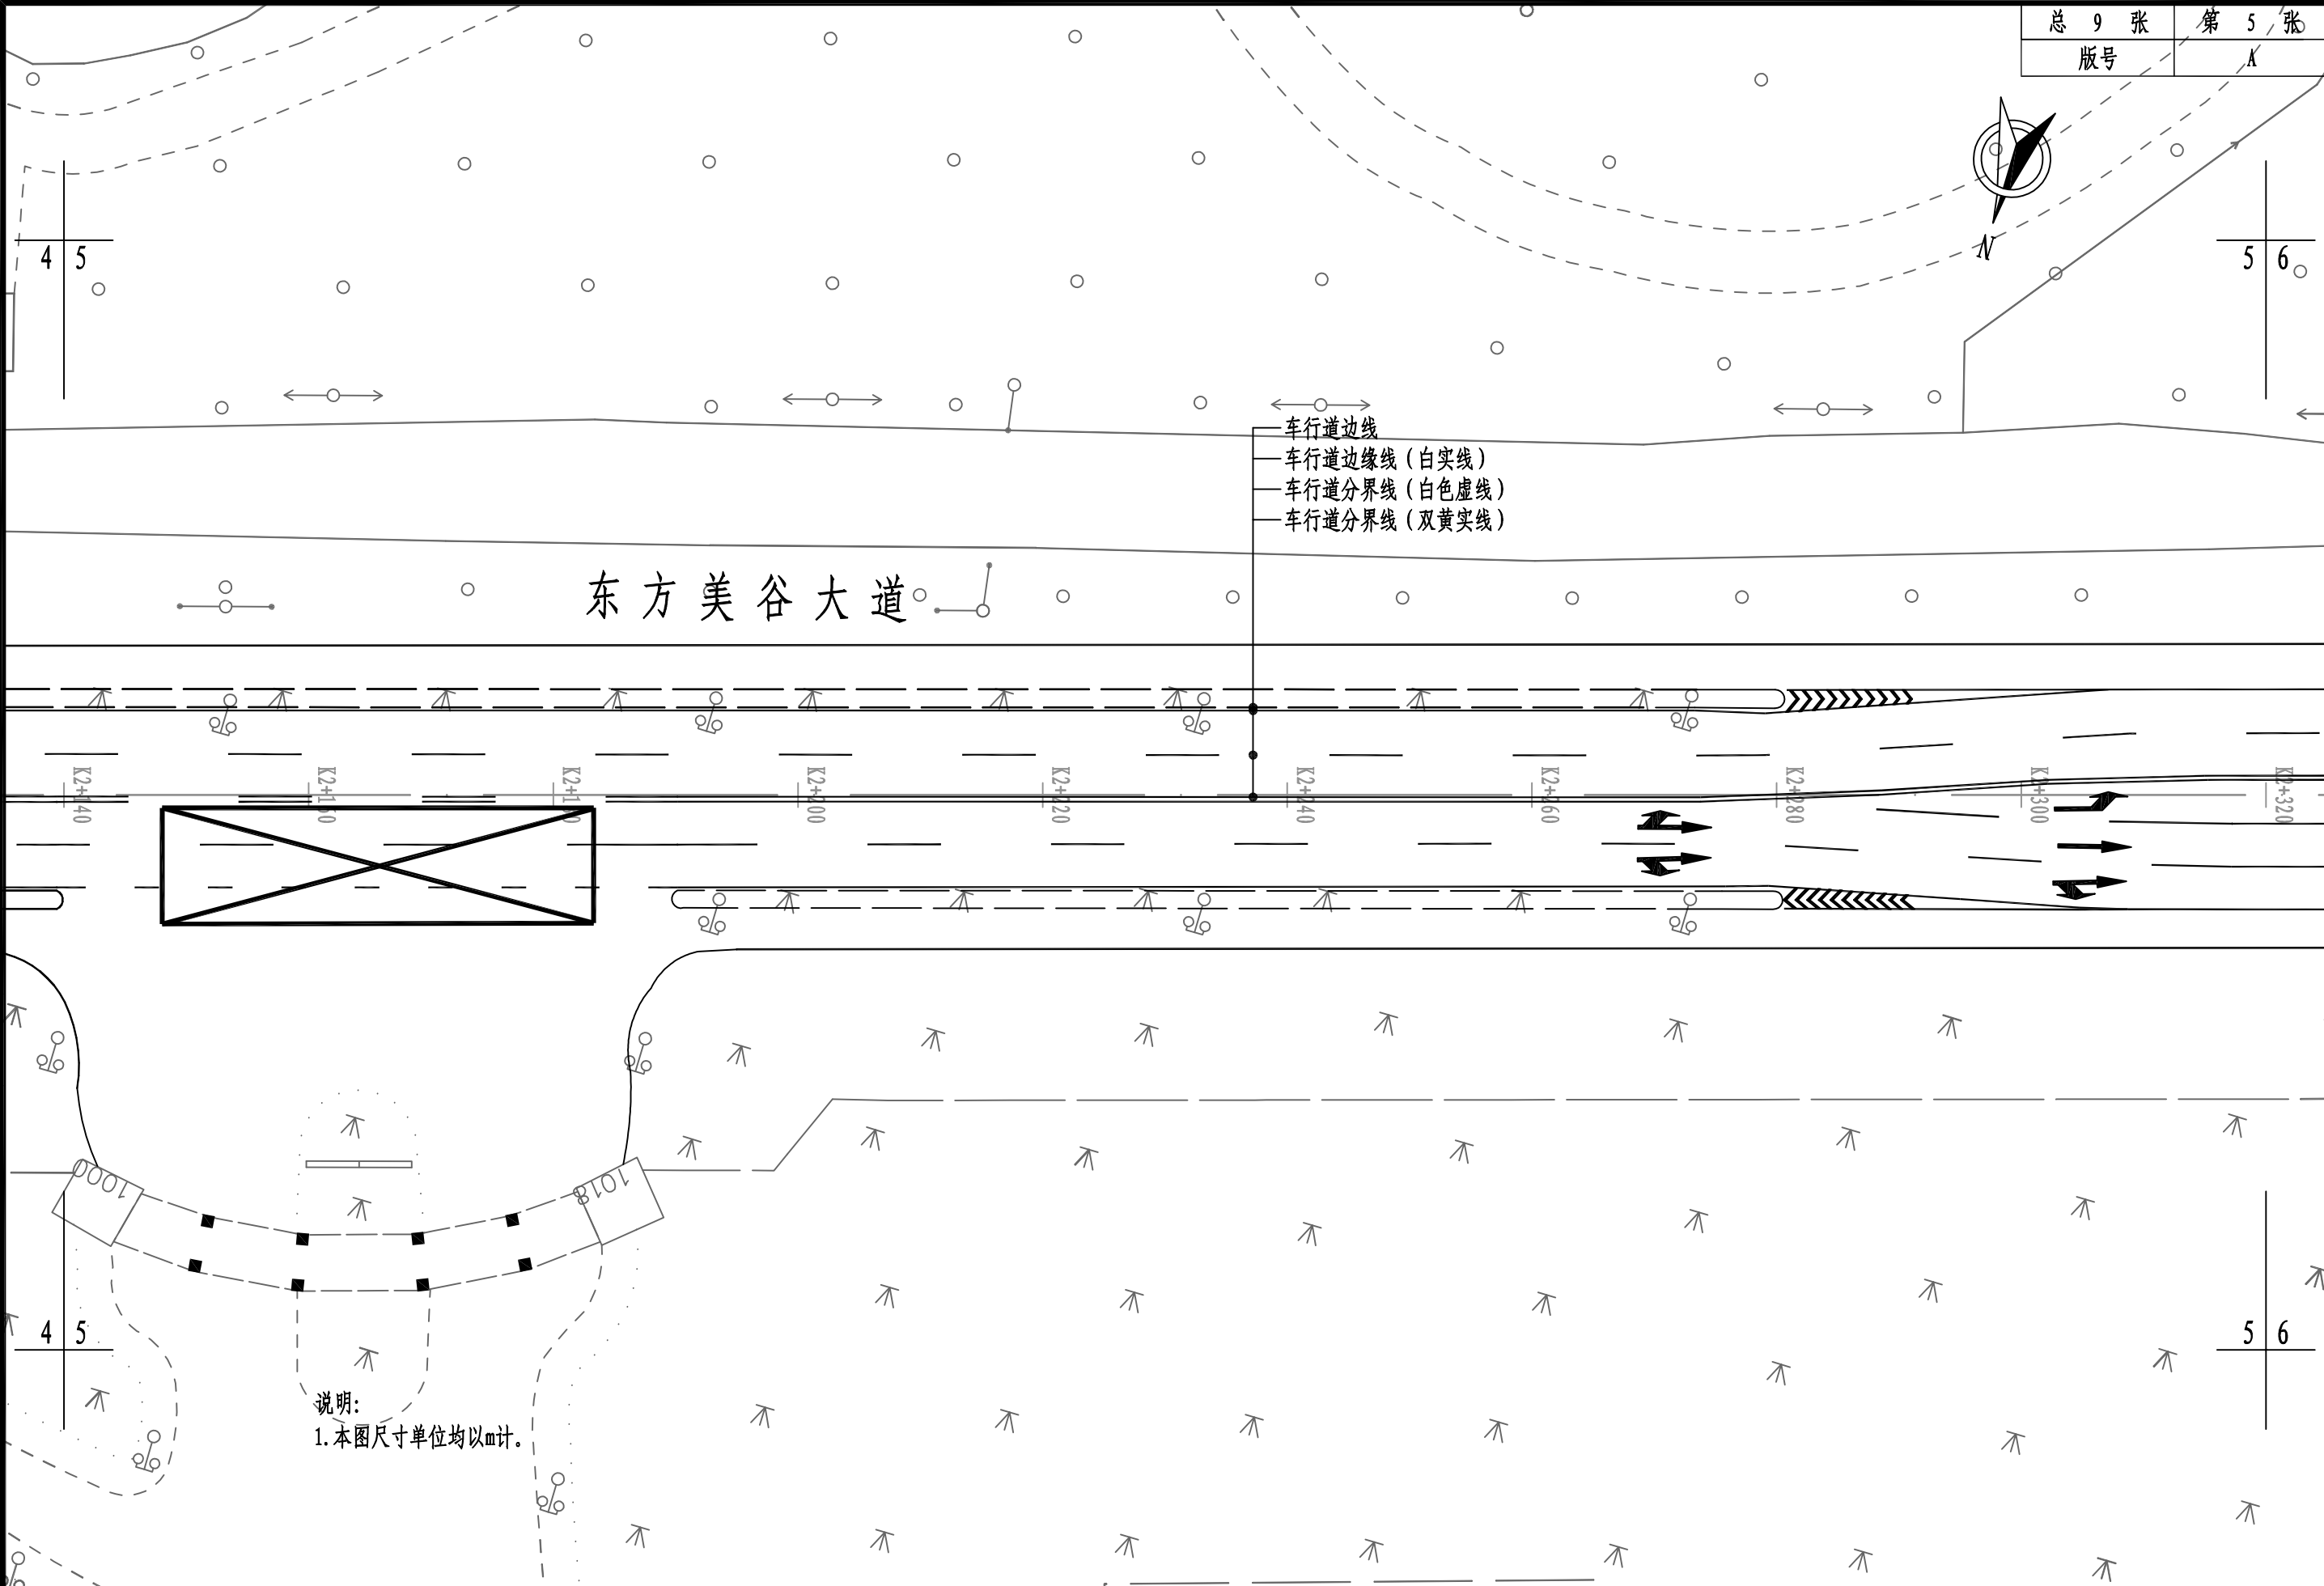 总 9 张 第 5 张
版号 A
N
4 5
5 6
车行道边线
车行道边缘线（白实线）
车行道分界线（白色虚线）
车行道分界线（双黄实线）
东方美谷大道
K2+140
K2+160
K2+200
K2+220
K2+240
K2+260
K2+280
K2+300
K2+320
1000
1018
4 5
5 6
说明:
1.本图尺寸单位均以m计。